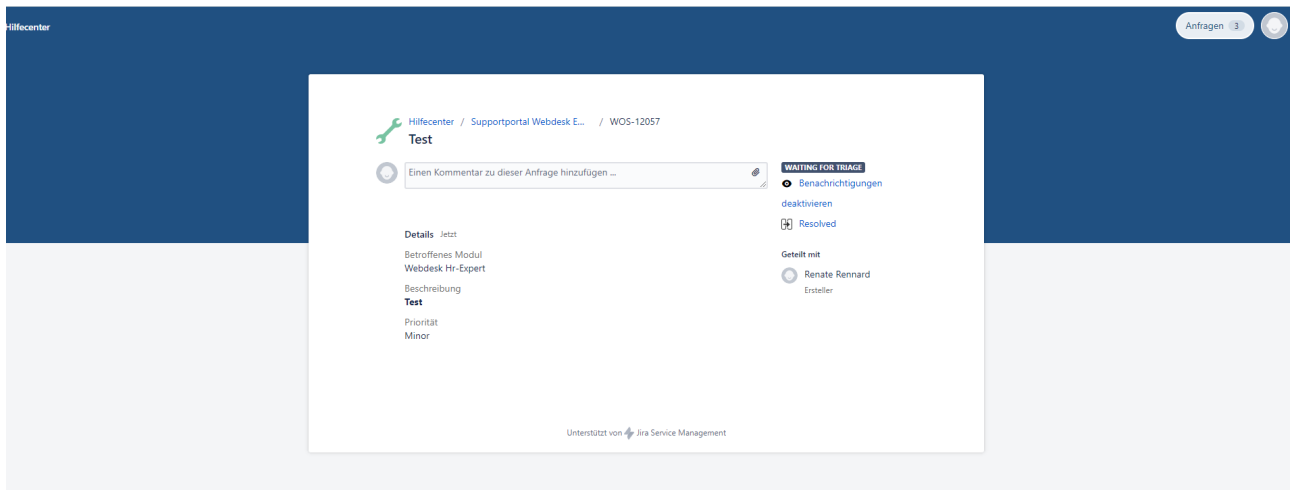 Hilfecenter
Anfragen 3
Hilfecenter / Supportportal Webdesk E... / WOS-12057
Test
Einen Kommentar zu dieser Anfrage hinzufügen ...
WAITING FOR TRIAGE
Benachrichtigungen
deaktivieren
Resolved
Details Jetzt
Betroffenes Modul
Webdesk Hr-Expert
Beschreibung
Test
Priorität
Minor
Geteilt mit
Renate Rennard
Ersteller
Unterstützt von Jira Service Management